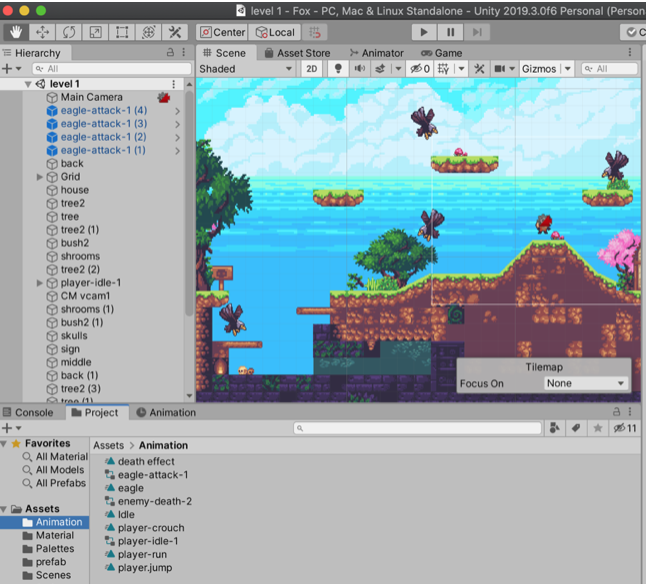 level 1 - Fox - PC, Mac & Linux Standalone - Unity 2019.3.0f6 Personal (Person
Center Local C
Hierarchy
All
level 1
Main Camera
eagle-attack-1 (4)
eagle-attack-1 (3)
eagle-attack-1 (2)
eagle-attack-1 (1)
back
Grid
house
tree2
tree
tree2 (1)
bush2
shrooms
tree2 (2)
player-idle-1
CM vcam1
shrooms (1)
bush2 (1)
skulls
sign
middle
back (1)
tree2 (3)
tree (1)
Scene Asset Store Animator Game
Shaded 2D 0 Gizmos All
Tilemap
Focus On None
Console Project Animation
11
Favorites
All Material
All Models
All Prefabs
Assets
Animation
Material
Palettes
prefab
Scenes
Assets > Animation
death effect
eagle-attack-1
eagle
enemy-death-2
Idle
player-crouch
player-idle-1
player-run
player.jump